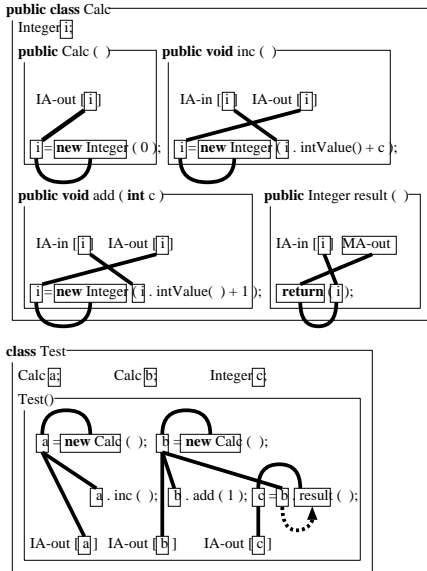 public class Calc
Integer i;
public Calc ( ) public void inc ( )
IA-out [ i ] IA-in [ i ] IA-out [ i ]
i = new Integer ( 0 ); i = new Integer ( i . intValue() + c );
public void add ( int c ) public Integer result ( )
IA-in [ i ] IA-out [ i ] IA-in [ i ] MA-out
i = new Integer ( i . intValue( ) + 1 ); return ( i );
class Test
Calc a; Calc b; Integer c;
Test()
a = new Calc ( ); b = new Calc ( );
a . inc ( ); b . add ( 1 ); c = b . result ( );
IA-out [ a ] IA-out [ b ] IA-out [ c ]